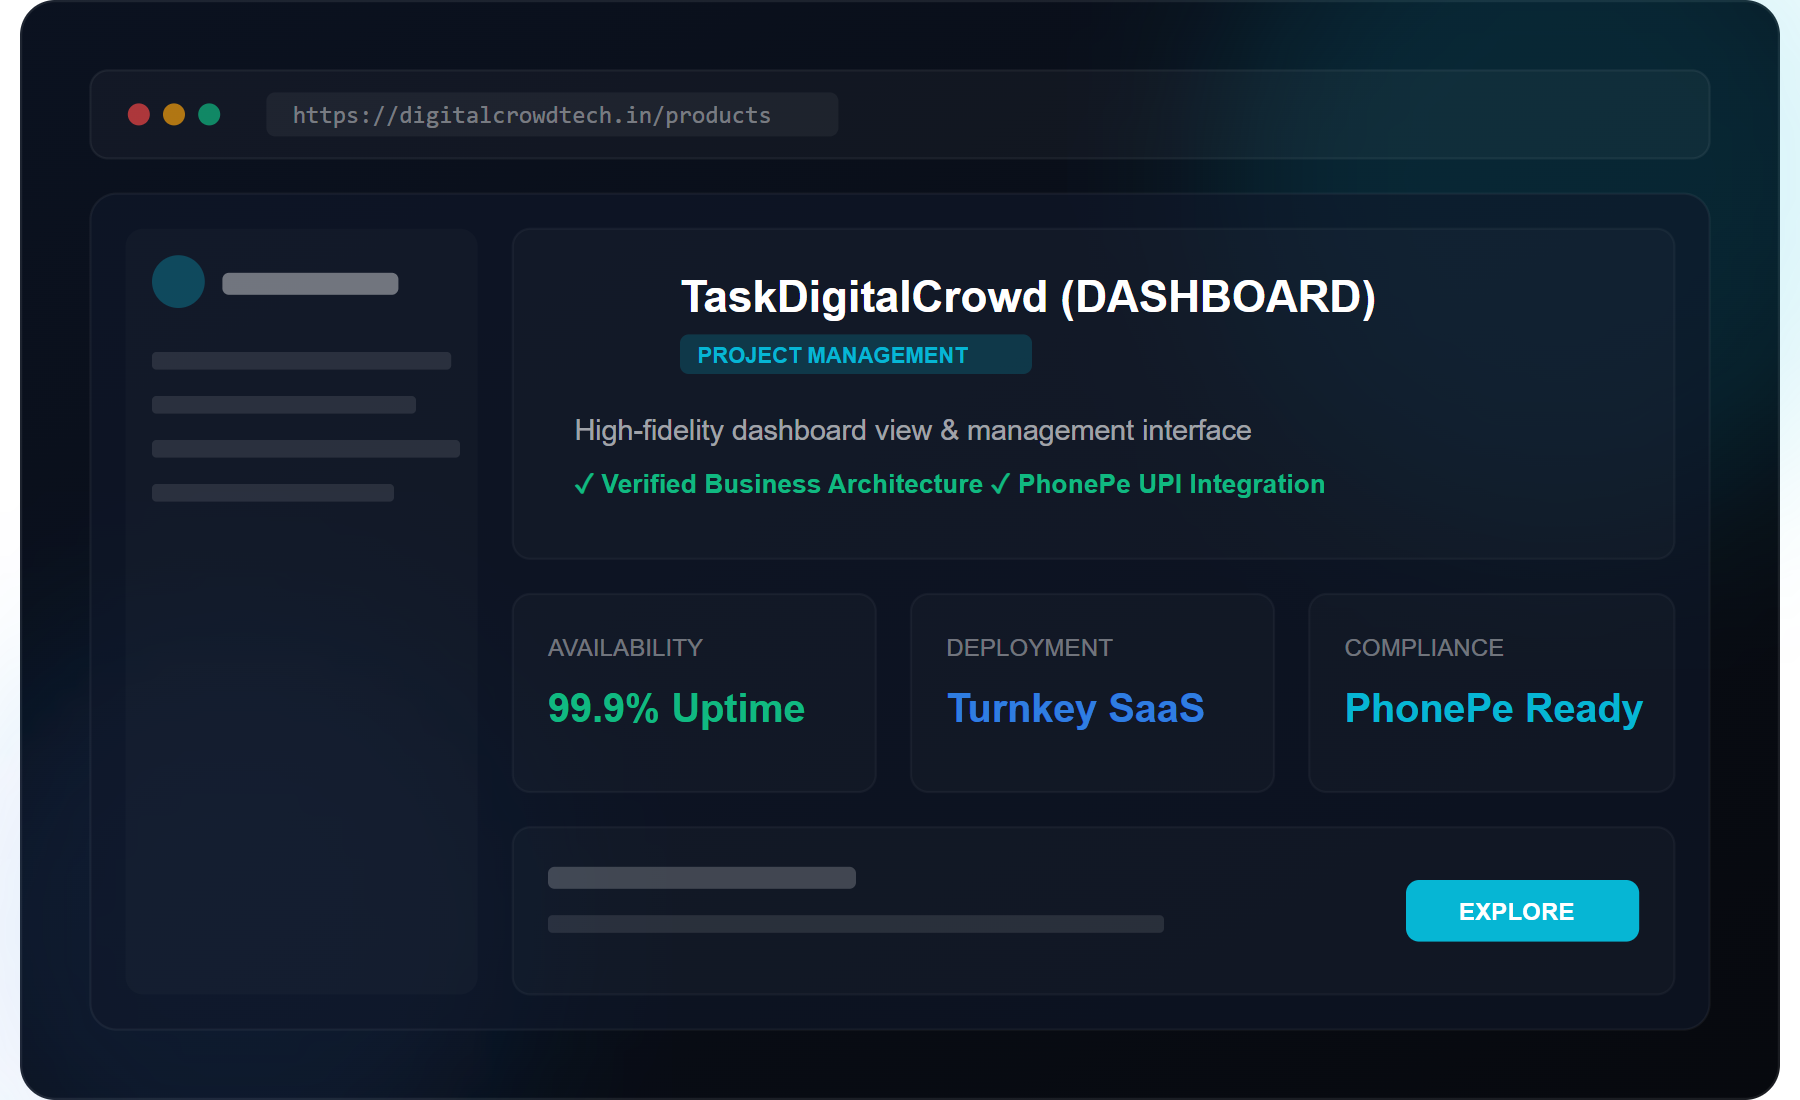 https://digitalcrowdtech.in/products
TaskDigitalCrowd (DASHBOARD)
PROJECT MANAGEMENT
High-fidelity dashboard view & management interface
✓ Verified Business Architecture ✓ PhonePe UPI Integration
AVAILABILITY
99.9% Uptime
DEPLOYMENT
Turnkey SaaS
COMPLIANCE
PhonePe Ready
EXPLORE